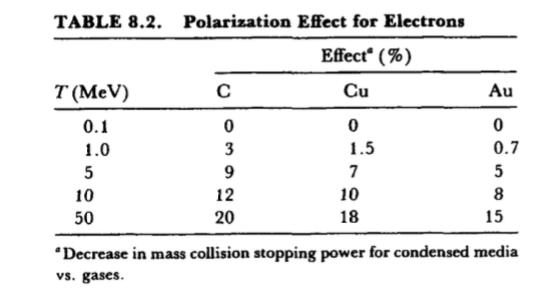 TABLE 8.2. Polarization Effect for Electrons
Effectᵃ (%)
T (MeV) C Cu Au
0.1 0 0 0
1.0 3 1.5 0.7
5 9 7 5
10 12 10 8
50 20 18 15
ᵃDecrease in mass collision stopping power for condensed media
vs. gases.